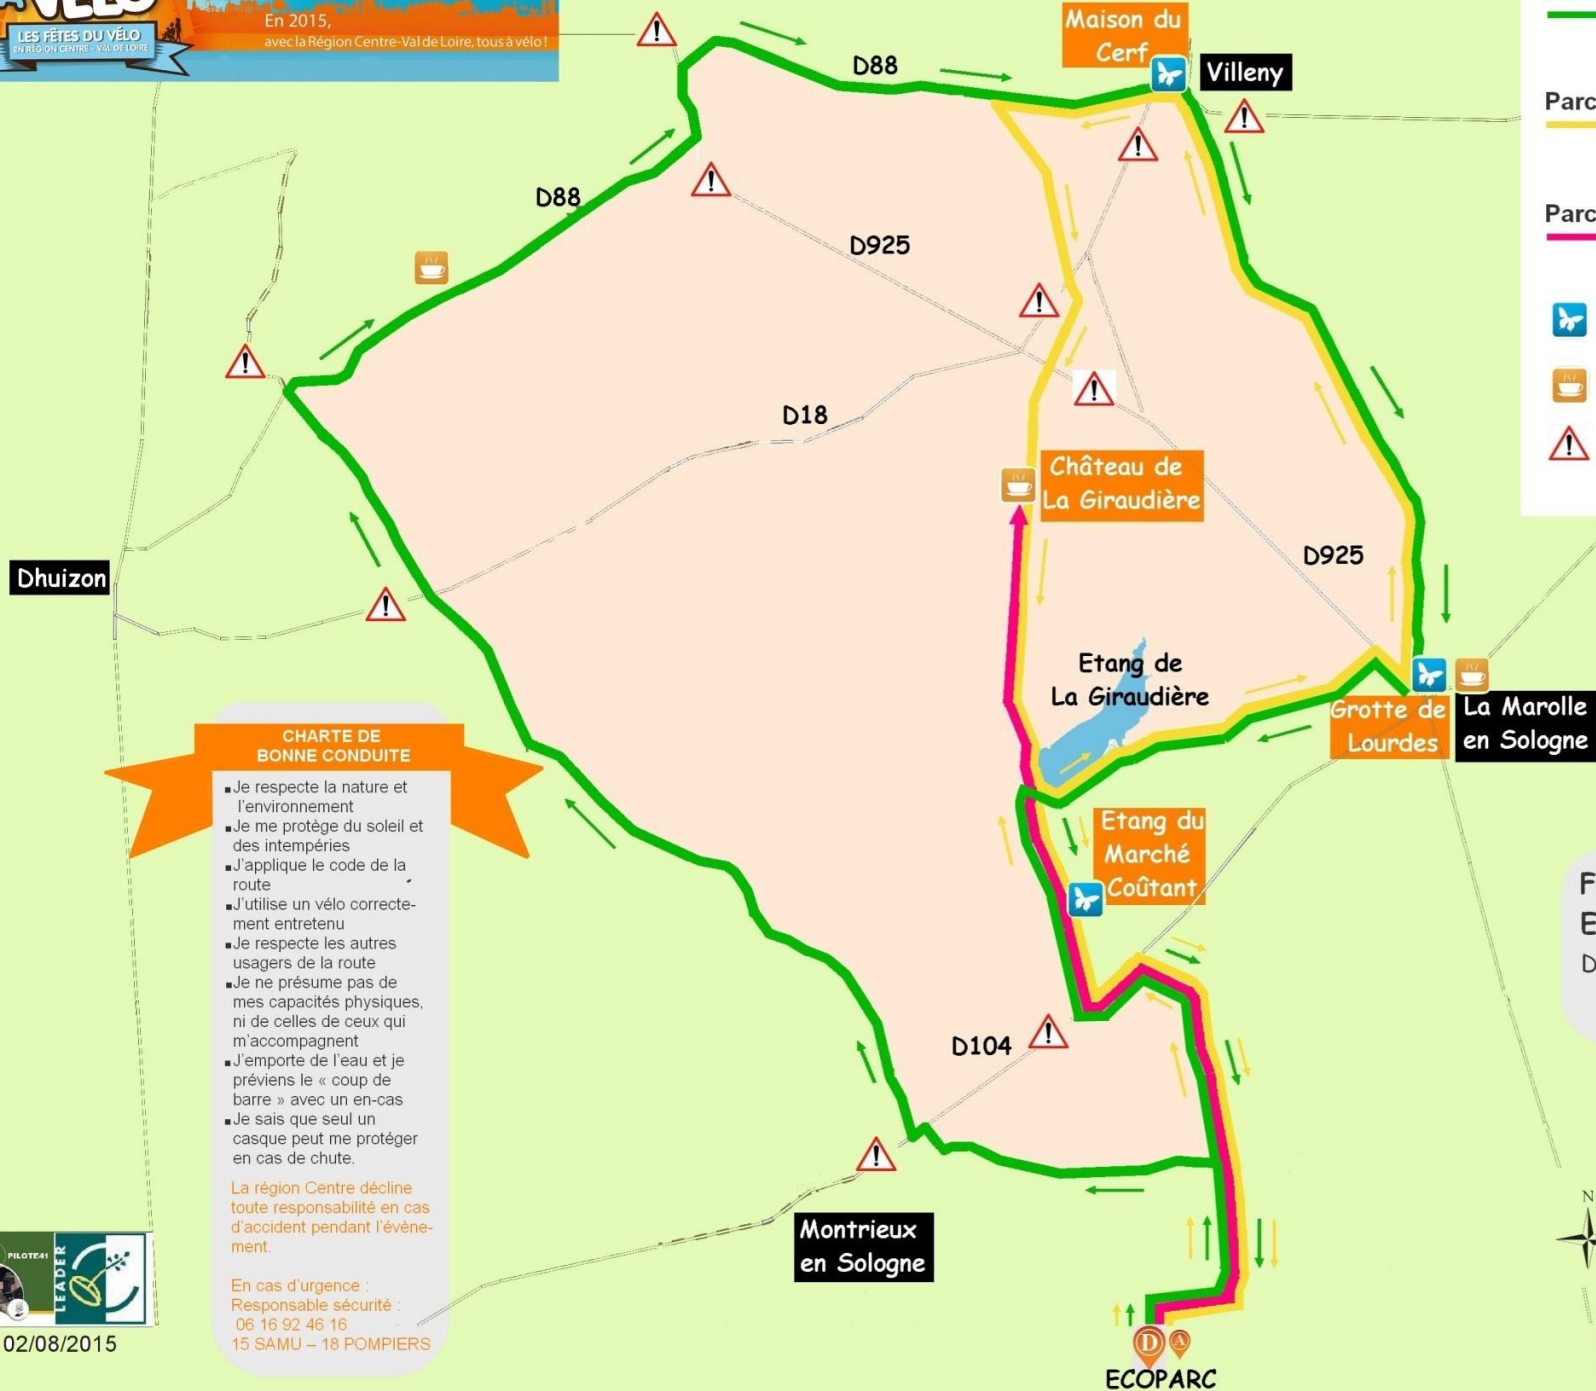 VÉLO
LES FÊTES DU VÉLO
EN RÉGION CENTRE - VAL DE LOIRE
En 2015,
avec la Région Centre-Val de Loire, tous à vélo !
Maison du
Cerf
Villeny
D88
D88
D925
D18
Château de
La Giraudière
D925
Dhuizon
Etang de
La Giraudière
Grotte de
Lourdes
La Marolle
en Sologne
Etang du
Marché
Coûtant
D104
Montrieux
en Sologne
D
A
ECOPARC
Parc
Parc
F
E
D
N
CHARTE DE
BONNE CONDUITE
▪Je respecte la nature et
l'environnement
▪Je me protège du soleil et
des intempéries
▪J'applique le code de la
route
▪J'utilise un vélo correcte-
ment entretenu
▪Je respecte les autres
usagers de la route
▪Je ne présume pas de
mes capacités physiques,
ni de celles de ceux qui
m'accompagnent
▪J'emporte de l'eau et je
préviens le « coup de
barre » avec un en-cas
▪Je sais que seul un
casque peut me protéger
en cas de chute.
La région Centre décline
toute responsabilité en cas
d'accident pendant l'évène-
ment.
En cas d'urgence :
Responsable sécurité :
06 16 92 46 16
15 SAMU – 18 POMPIERS
PILOTE41
LEADER
02/08/2015